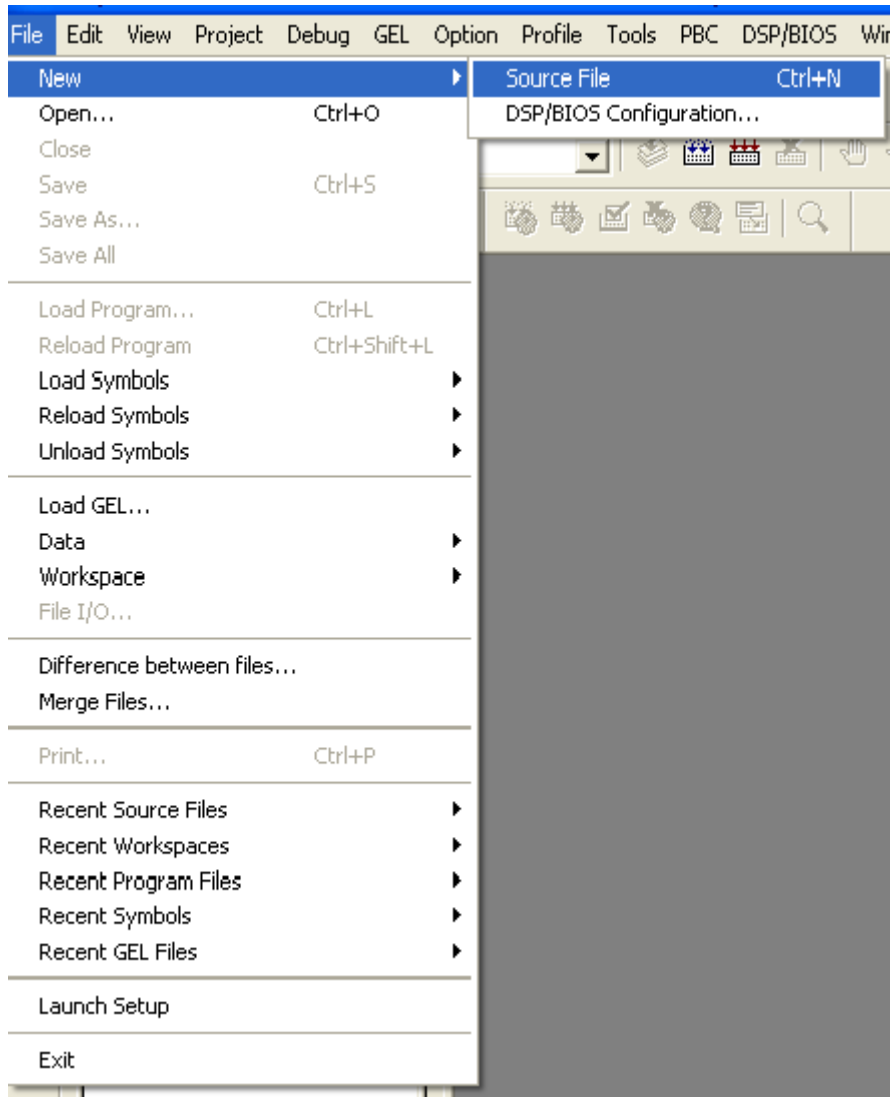 File Edit View Project Debug GEL Option Profile Tools PBC DSP/BIOS
New
Source File Ctrl+N
Open... Ctrl+O
DSP/BIOS Configuration...
Close
Save Ctrl+S
Save As...
Save All
Load Program... Ctrl+L
Reload Program Ctrl+Shift+L
Load Symbols
Reload Symbols
Unload Symbols
Load GEL...
Data
Workspace
File I/O...
Difference between files...
Merge Files...
Print... Ctrl+P
Recent Source Files
Recent Workspaces
Recent Program Files
Recent Symbols
Recent GEL Files
Launch Setup
Exit